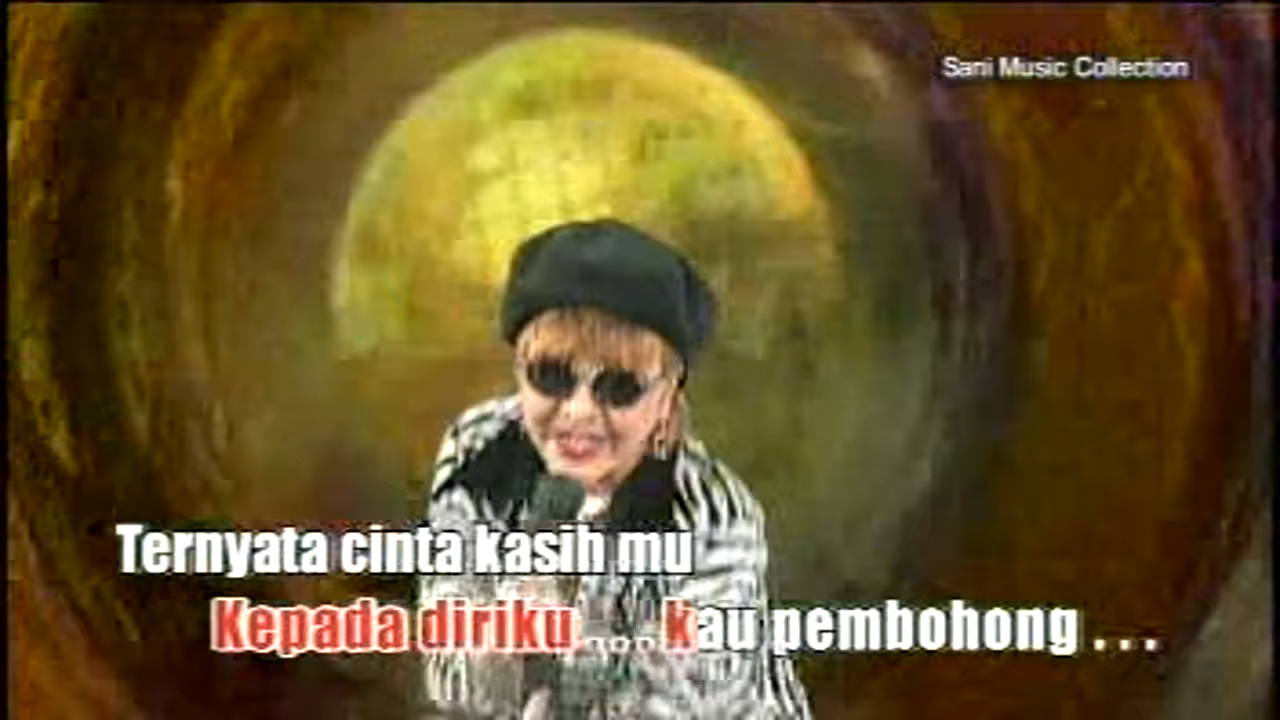 Sani Music Collection
Ternyata cinta kasih mu
Kepada diriku .... kau pembohong . . .